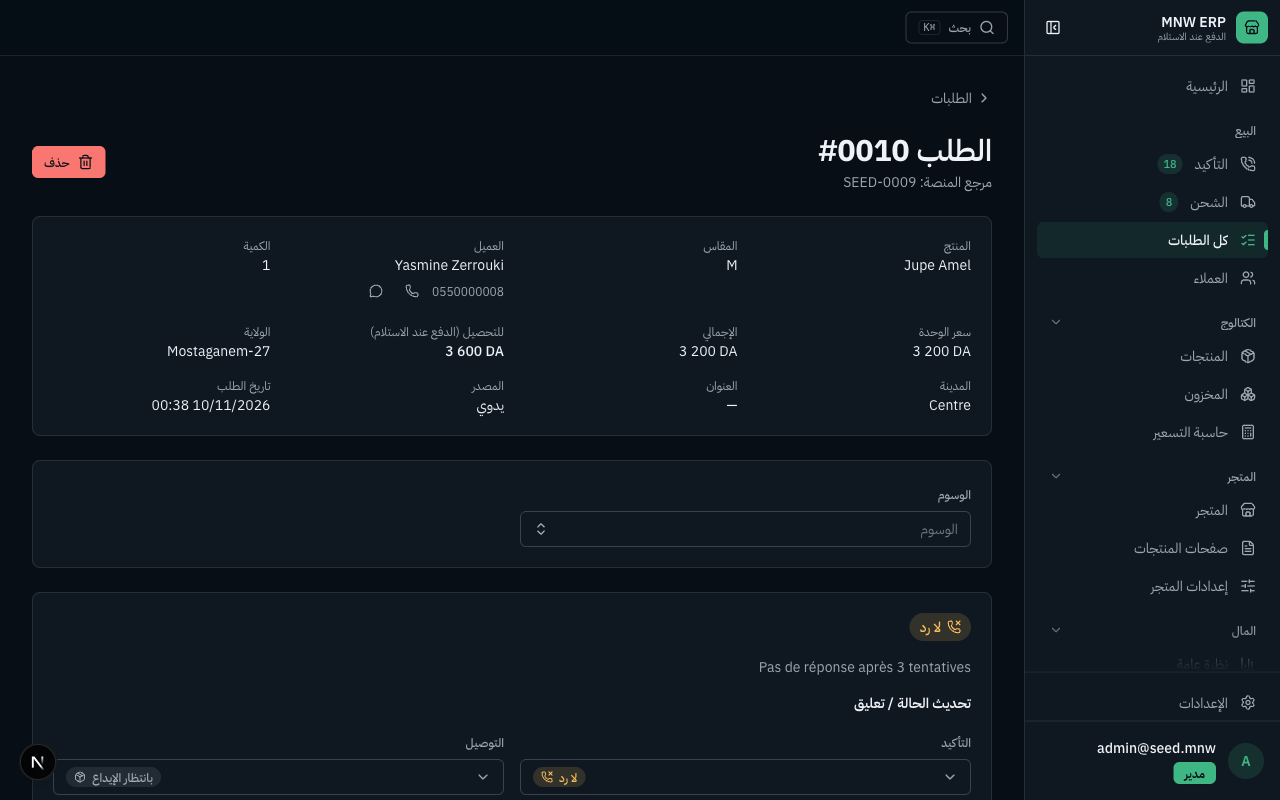 MNW ERP
الدفع عند الاستلام
بحث
⌘K
الرئيسية
البيع
التأكيد 18
الشحن 8
كل الطلبات
العملاء
الكتالوج
المنتجات
المخزون
حاسبة التسعير
المتجر
المتجر
صفحات المنتجات
إعدادات المتجر
المال
نظرة عامة
الإعدادات
A
admin@seed.mnw
مدير
الطلبات
الطلب 0010#
مرجع المنصة: SEED-0009
حذف
المنتج
Jupe Amel
المقاس
M
العميل
Yasmine Zerrouki
0550000008
الكمية
1
سعر الوحدة
3 200 DA
الإجمالي
3 200 DA
للتحصيل (الدفع عند الاستلام)
3 600 DA
الولاية
Mostaganem-27
المدينة
Centre
العنوان
—
المصدر
يدوي
تاريخ الطلب
00:38 10/11/2026
الوسوم
الوسوم
لا رد
Pas de réponse après 3 tentatives
تحديث الحالة / تعليق
التأكيد
لا رد
التوصيل
بانتظار الإيداع
N